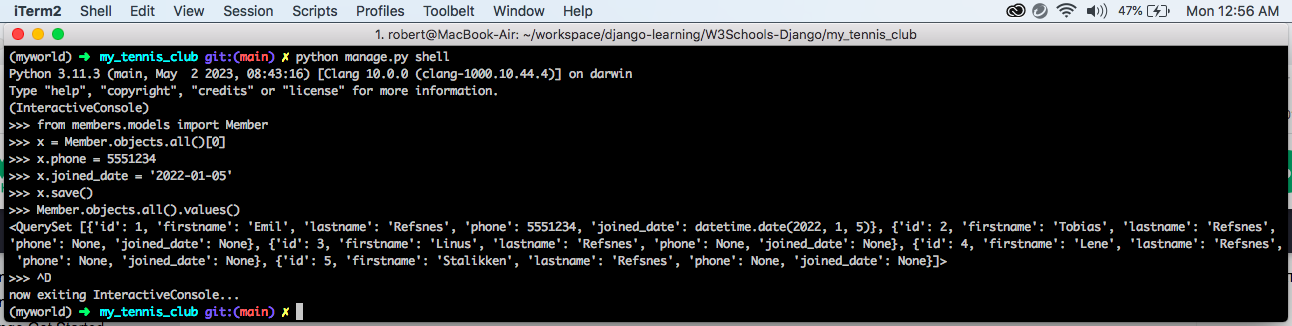 iTerm2 Shell Edit View Session Scripts Profiles Toolbelt Window Help 47% Mon 12:56 AM
1. robert@MacBook-Air: ~/workspace/django-learning/W3Schools-Django/my_tennis_club
(myworld) ➜ my_tennis_club git:(main) ✗ python manage.py shell
Python 3.11.3 (main, May  2 2023, 08:43:16) [Clang 10.0.0 (clang-1000.10.44.4)] on darwin
Type "help", "copyright", "credits" or "license" for more information.
(InteractiveConsole)
>>> from members.models import Member
>>> x = Member.objects.all()[0]
>>> x.phone = 5551234
>>> x.joined_date = '2022-01-05'
>>> x.save()
>>> Member.objects.all().values()
<QuerySet [{'id': 1, 'firstname': 'Emil', 'lastname': 'Refsnes', 'phone': 5551234, 'joined_date': datetime.date(2022, 1, 5)}, {'id': 2, 'firstname': 'Tobias', 'lastname': 'Refsnes',
'phone': None, 'joined_date': None}, {'id': 3, 'firstname': 'Linus', 'lastname': 'Refsnes', 'phone': None, 'joined_date': None}, {'id': 4, 'firstname': 'Lene', 'lastname': 'Refsnes',
'phone': None, 'joined_date': None}, {'id': 5, 'firstname': 'Stalikken', 'lastname': 'Refsnes', 'phone': None, 'joined_date': None}]>
>>> ^D
now exiting InteractiveConsole...
(myworld) ➜ my_tennis_club git:(main) ✗